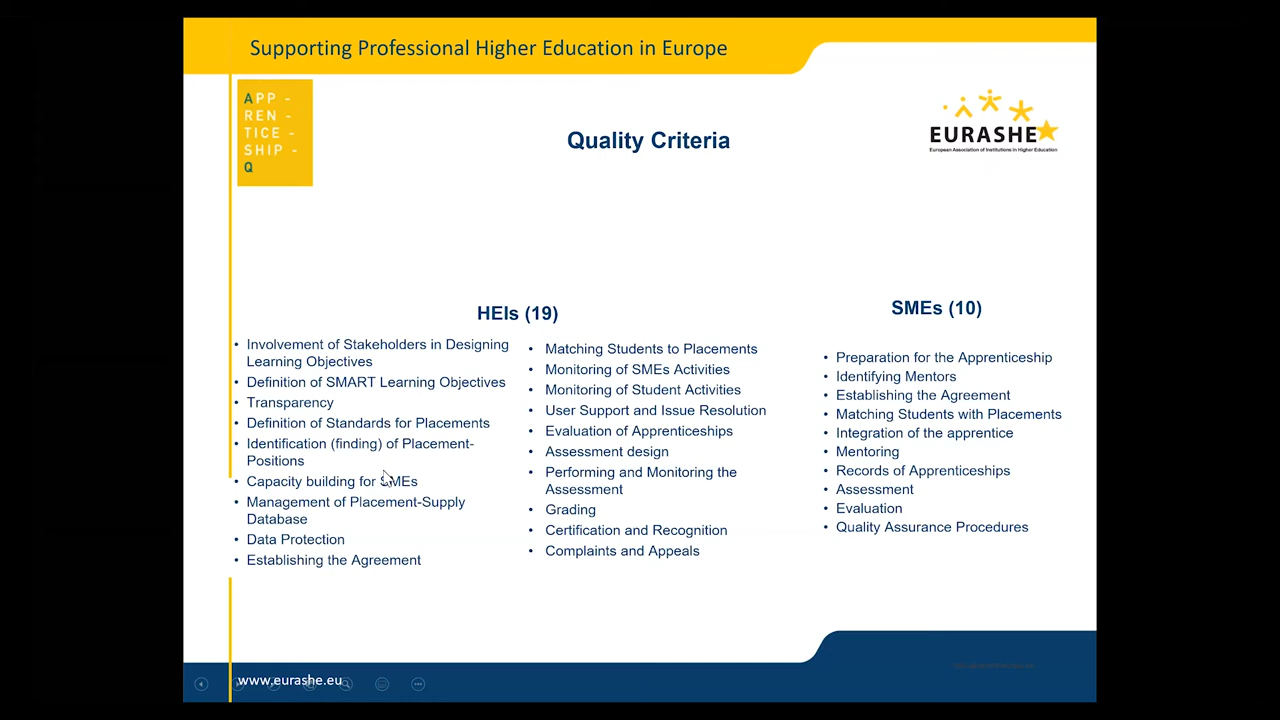 Supporting Professional Higher Education in Europe
APP -
REN -
TICE -
SHIP -
Q
Quality Criteria
EURASHE
European Association of Institutions in Higher Education
HEIs (19)
• Involvement of Stakeholders in Designing
Learning Objectives
• Definition of SMART Learning Objectives
• Transparency
• Definition of Standards for Placements
• Identification (finding) of Placement-
Positions
• Capacity building for SMEs
• Management of Placement-Supply
Database
• Data Protection
• Establishing the Agreement
• Matching Students to Placements
• Monitoring of SMEs Activities
• Monitoring of Student Activities
• User Support and Issue Resolution
• Evaluation of Apprenticeships
• Assessment design
• Performing and Monitoring the
Assessment
• Grading
• Certification and Recognition
• Complaints and Appeals
SMEs (10)
• Preparation for the Apprenticeship
• Identifying Mentors
• Establishing the Agreement
• Matching Students with Placements
• Integration of the apprentice
• Mentoring
• Records of Apprenticeships
• Assessment
• Evaluation
• Quality Assurance Procedures
www.eurashe.eu